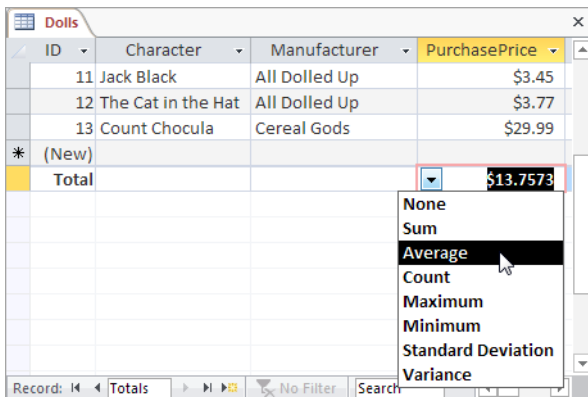 Dolls
ID Character Manufacturer PurchasePrice
11 Jack Black All Dolled Up $3.45
12 The Cat in the Hat All Dolled Up $3.77
13 Count Chocula Cereal Gods $29.99
(New)
Total $13.7573
None
Sum
Average
Count
Maximum
Minimum
Standard Deviation
Variance
Record: Totals No Filter Search